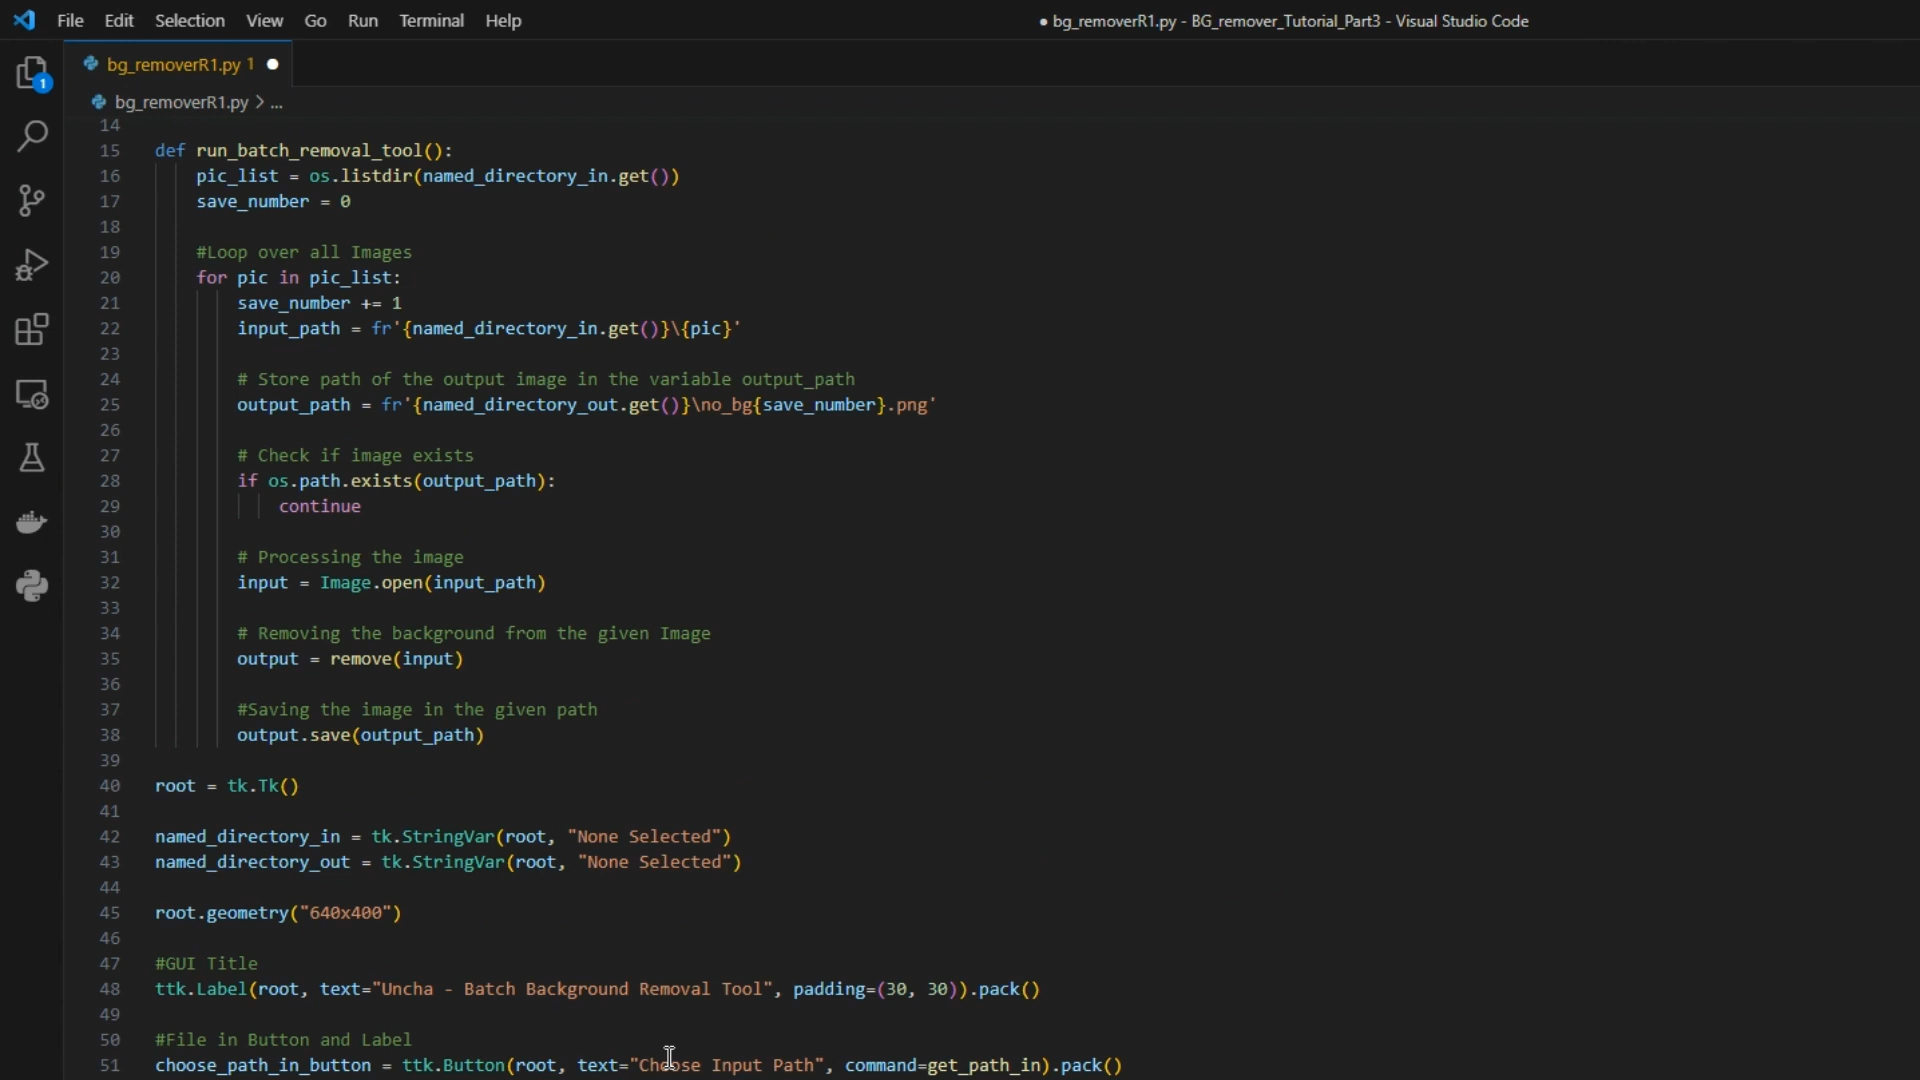 File Edit Selection View Go Run Terminal Help
● bg_removerR1.py - BG_remover_Tutorial_Part3 - Visual Studio Code
1
bg_removerR1.py 1 ●
bg_removerR1.py > ...
14
15 def run_batch_removal_tool():
16 pic_list = os.listdir(named_directory_in.get())
17 save_number = 0
18
19 #Loop over all Images
20 for pic in pic_list:
21 save_number += 1
22 input_path = fr'{named_directory_in.get()}\{pic}'
23
24 # Store path of the output image in the variable output_path
25 output_path = fr'{named_directory_out.get()}\no_bg{save_number}.png'
26
27 # Check if image exists
28 if os.path.exists(output_path):
29 continue
30
31 # Processing the image
32 input = Image.open(input_path)
33
34 # Removing the background from the given Image
35 output = remove(input)
36
37 #Saving the image in the given path
38 output.save(output_path)
39
40 root = tk.Tk()
41
42 named_directory_in = tk.StringVar(root, "None Selected")
43 named_directory_out = tk.StringVar(root, "None Selected")
44
45 root.geometry("640x400")
46
47 #GUI Title
48 ttk.Label(root, text="Uncha - Batch Background Removal Tool", padding=(30, 30)).pack()
49
50 #File in Button and Label
51 choose_path_in_button = ttk.Button(root, text="Choose Input Path", command=get_path_in).pack()